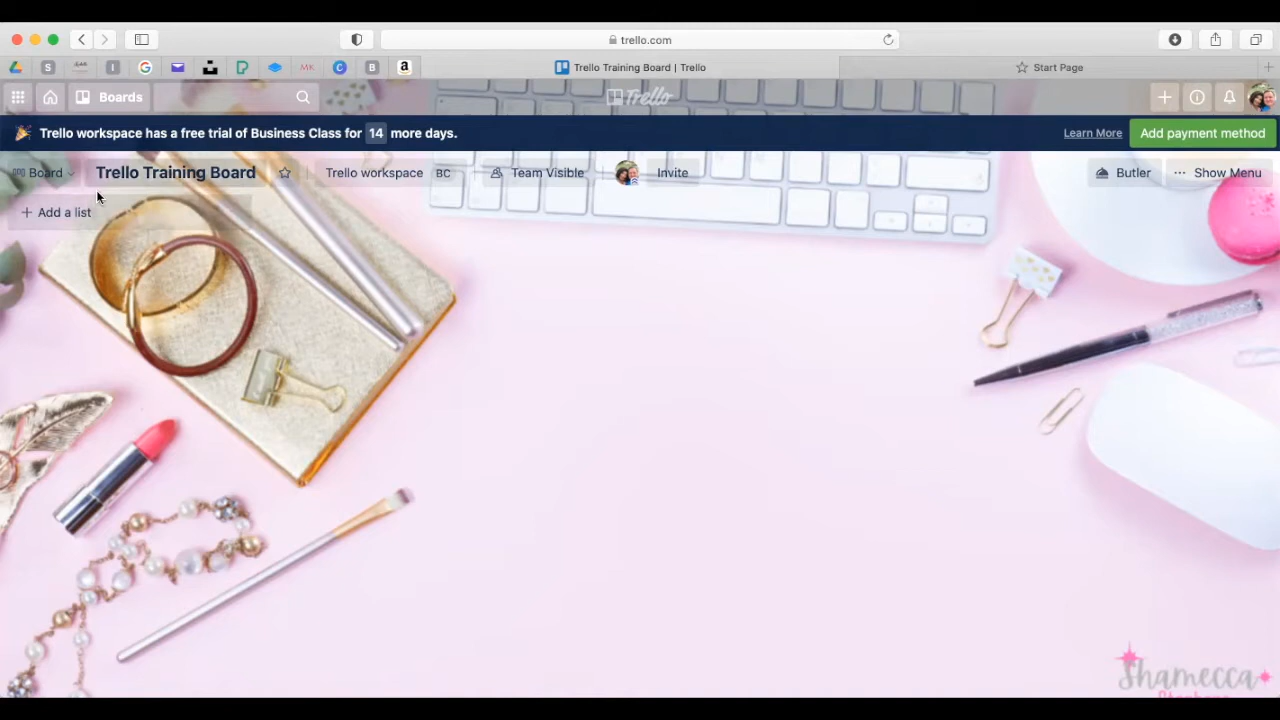 trello.com
S
I
MK
C
B
a
Trello Training Board | Trello
Start Page
Boards
Trello
Trello workspace has a free trial of Business Class for 14 more days.
Learn More
Add payment method
Board
Trello Training Board
Trello workspace BC
Team Visible
Invite
Butler
Show Menu
+ Add a list
Shamecca